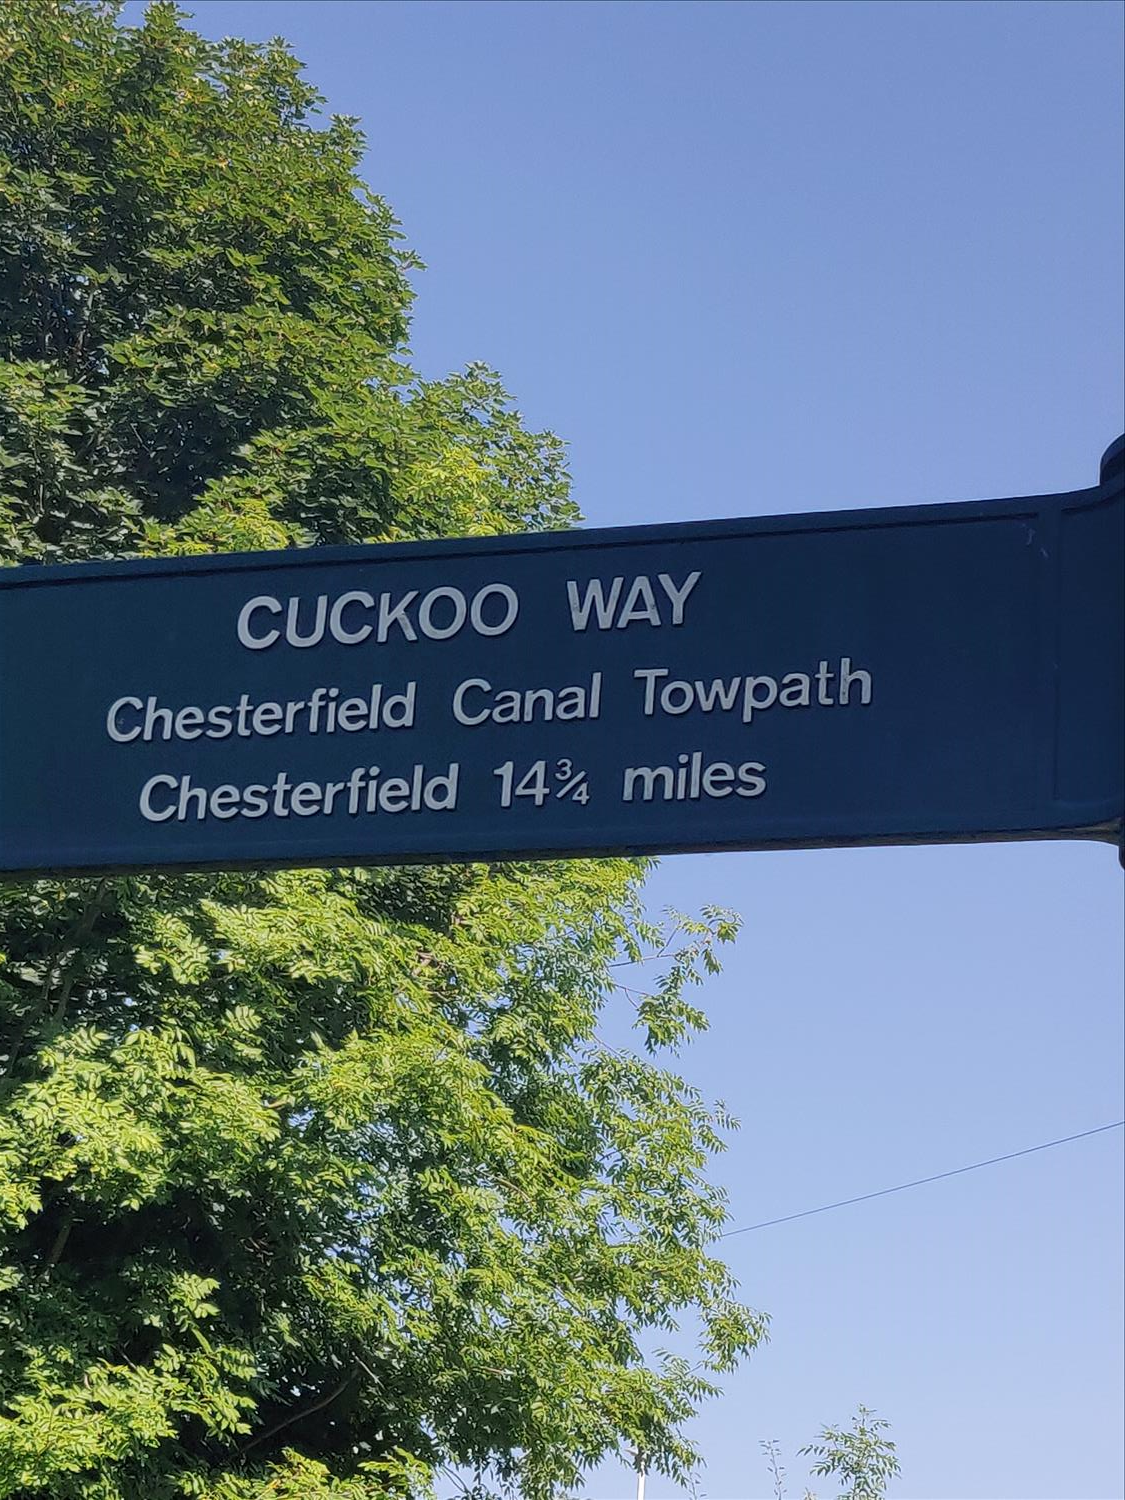 CUCKOO WAY
Chesterfield Canal Towpath
Chesterfield 14¾ miles